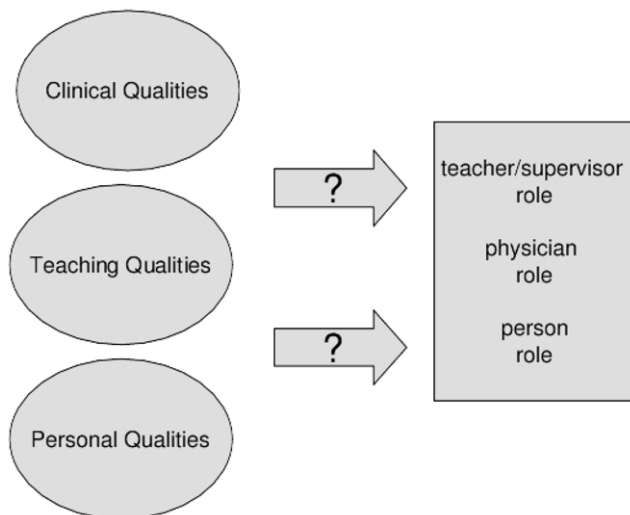 Clinical Qualities
Teaching Qualities
Personal Qualities
?
?
teacher/supervisor
role
physician
role
person
role